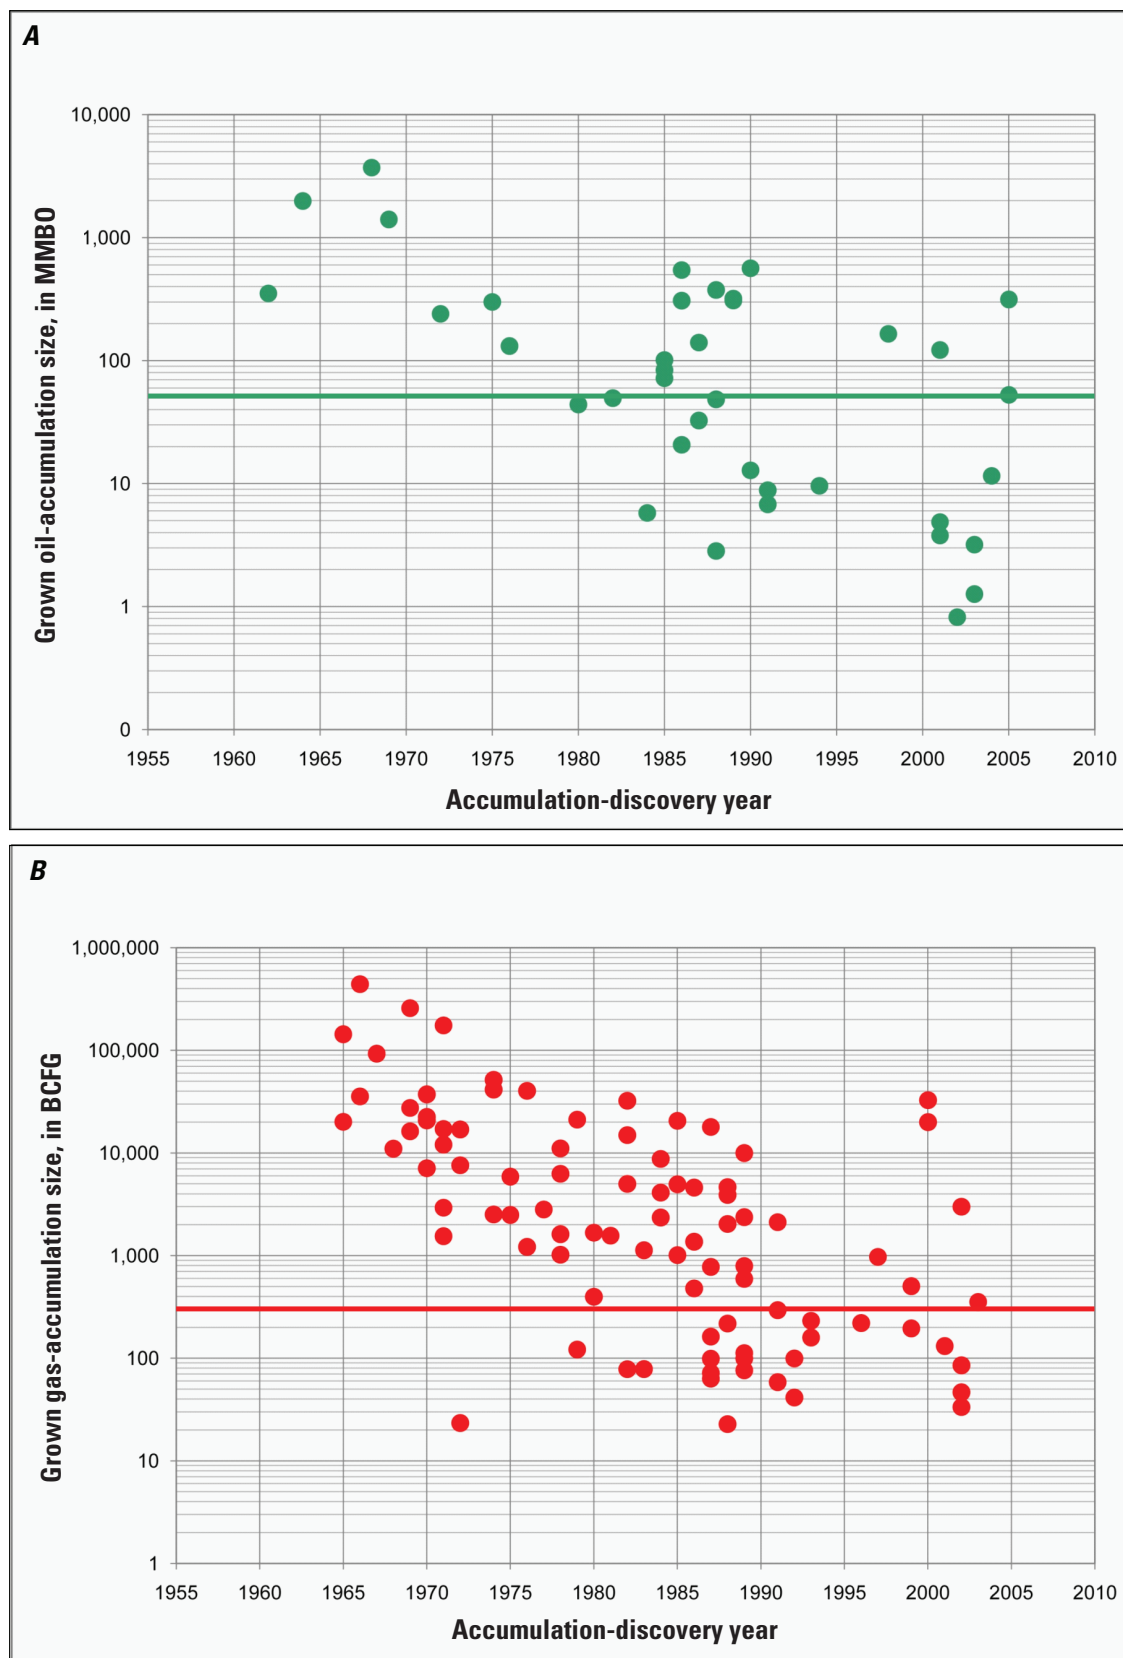 A
Grown oil-accumulation size, in MMBO
10,000
1,000
100
10
1
0
1955 1960 1965 1970 1975 1980 1985 1990 1995 2000 2005 2010
Accumulation-discovery year
B
Grown gas-accumulation size, in BCFG
1,000,000
100,000
10,000
1,000
100
10
1
1955 1960 1965 1970 1975 1980 1985 1990 1995 2000 2005 2010
Accumulation-discovery year